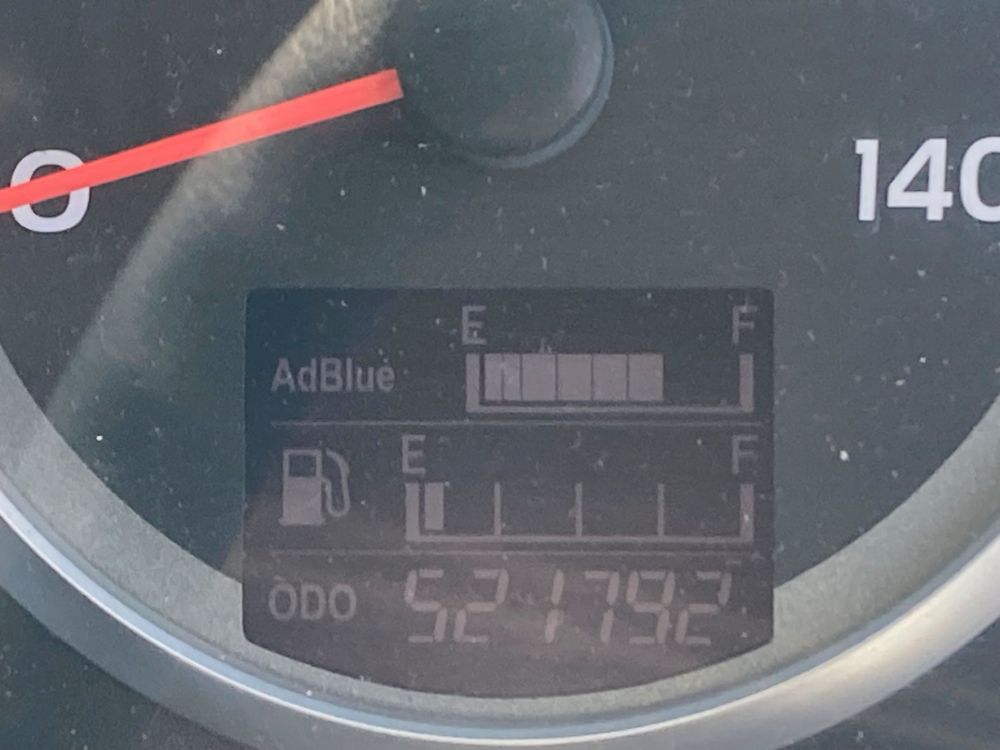 0 140
E F
AdBlue
E F
ODO 521792